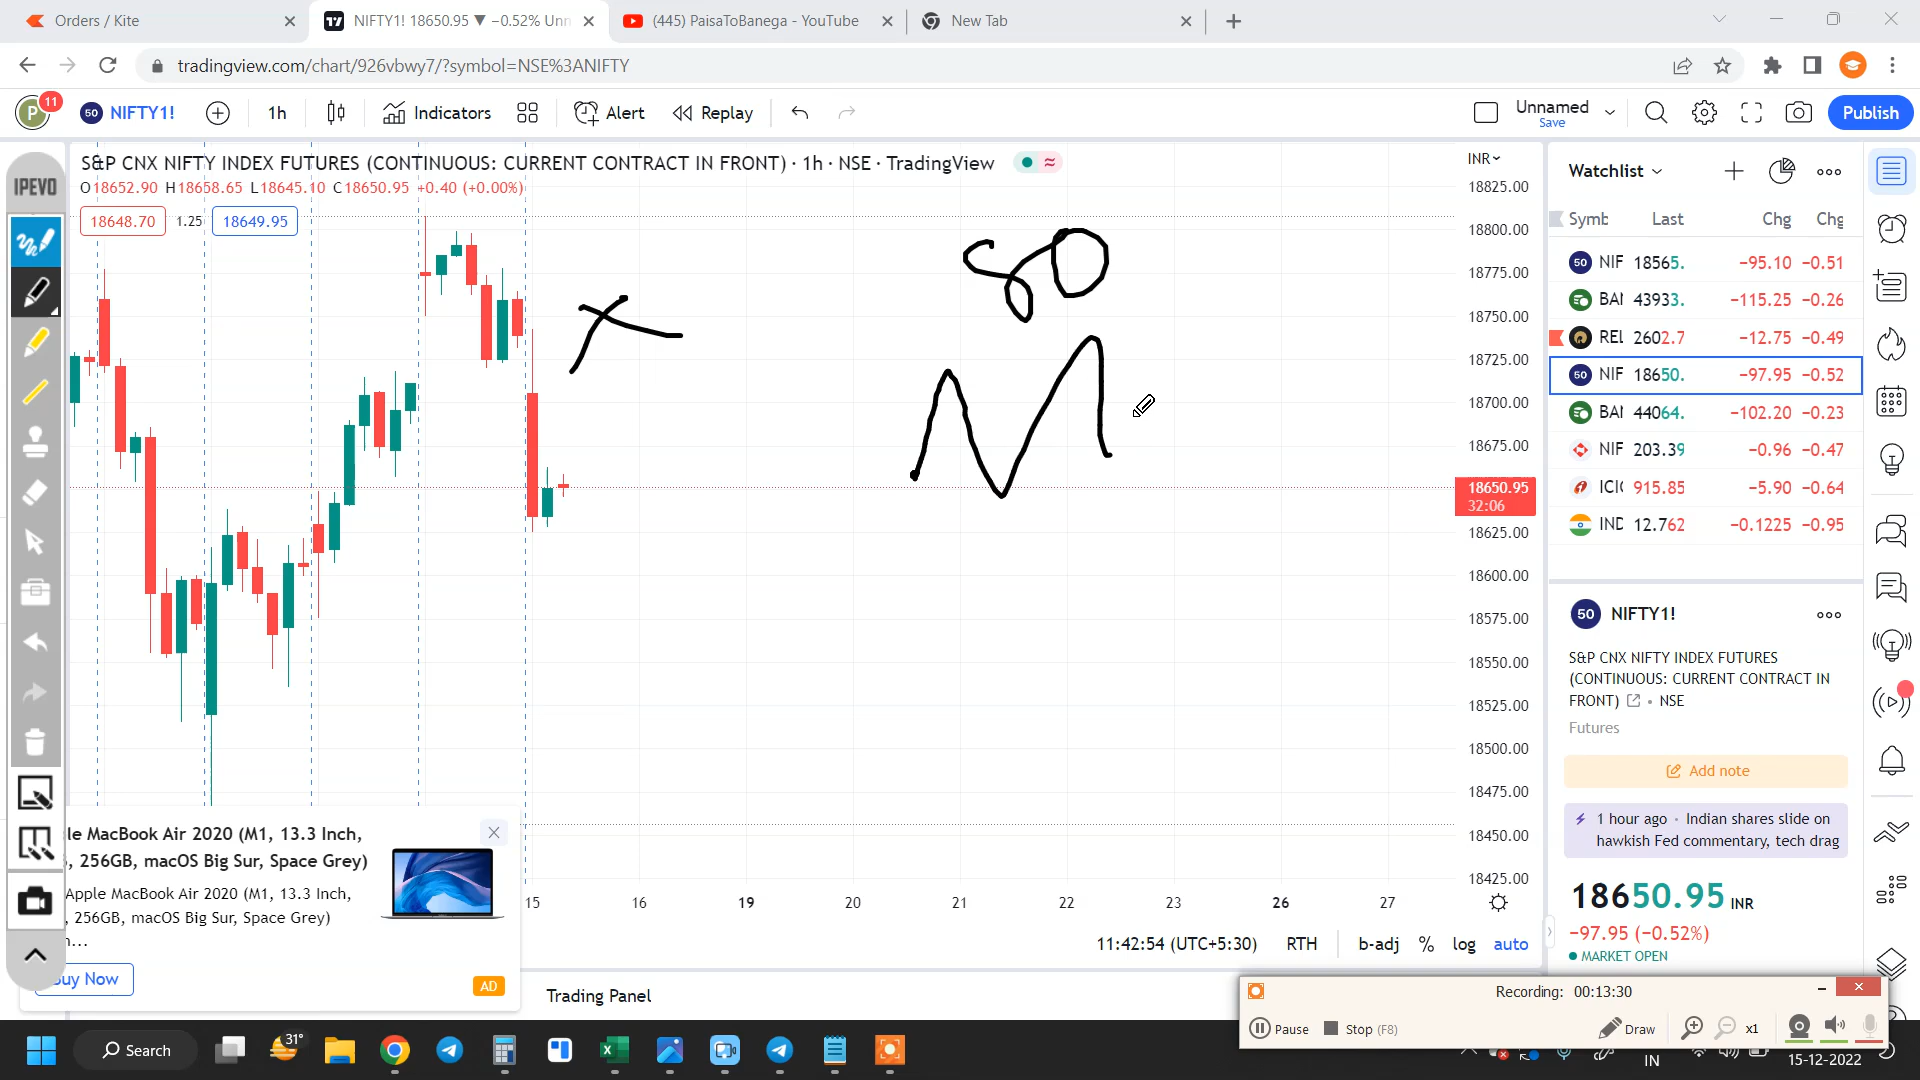 Orders / Kite
NIFTY1! 18650.95 ▼ −0.52% Unn
(445) PaisaToBanega - YouTube
New Tab
tradingview.com/chart/926vbwy7/?symbol=NSE%3ANIFTY
P 11
50 NIFTY1!
1h
Indicators
Alert
Replay
Unnamed
Save
Publish
IPEVO
S&P CNX NIFTY INDEX FUTURES (CONTINUOUS: CURRENT CONTRACT IN FRONT) · 1h · NSE · TradingView
O18652.90 H18658.65 L18645.10 C18650.95 +0.40 (+0.00%)
18648.70 1.25 18649.95
80
INR
18825.00
18800.00
18775.00
18750.00
18725.00
18700.00
18675.00
18650.95
32:06
18625.00
18600.00
18575.00
18550.00
18525.00
18500.00
18475.00
18450.00
18425.00
15 16 19 20 21 22 23 26 27
11:42:54 (UTC+5:30) RTH b-adj % log auto
Watchlist
Symb Last Chg Chg
50 NIF 18565. −95.10 −0.51
BAI 43933. −115.25 −0.26
REL 2602.7 −12.75 −0.49
50 NIF 18650. −97.95 −0.52
BAI 44064. −102.20 −0.23
NIF 203.39 −0.96 −0.47
ICI 915.85 −5.90 −0.64
IND 12.762 −0.1225 −0.95
50 NIFTY1!
S&P CNX NIFTY INDEX FUTURES
(CONTINUOUS: CURRENT CONTRACT IN
FRONT) • NSE
Futures
Add note
1 hour ago · Indian shares slide on
hawkish Fed commentary, tech drag
18650.95 INR
−97.95 (−0.52%)
MARKET OPEN
le MacBook Air 2020 (M1, 13.3 Inch,
, 256GB, macOS Big Sur, Space Grey)
Apple MacBook Air 2020 (M1, 13.3 Inch,
, 256GB, macOS Big Sur, Space Grey)
Buy Now
AD
Trading Panel
Recording: 00:13:30
Pause Stop (F8) Draw x1
31°
Search
IN
15-12-2022